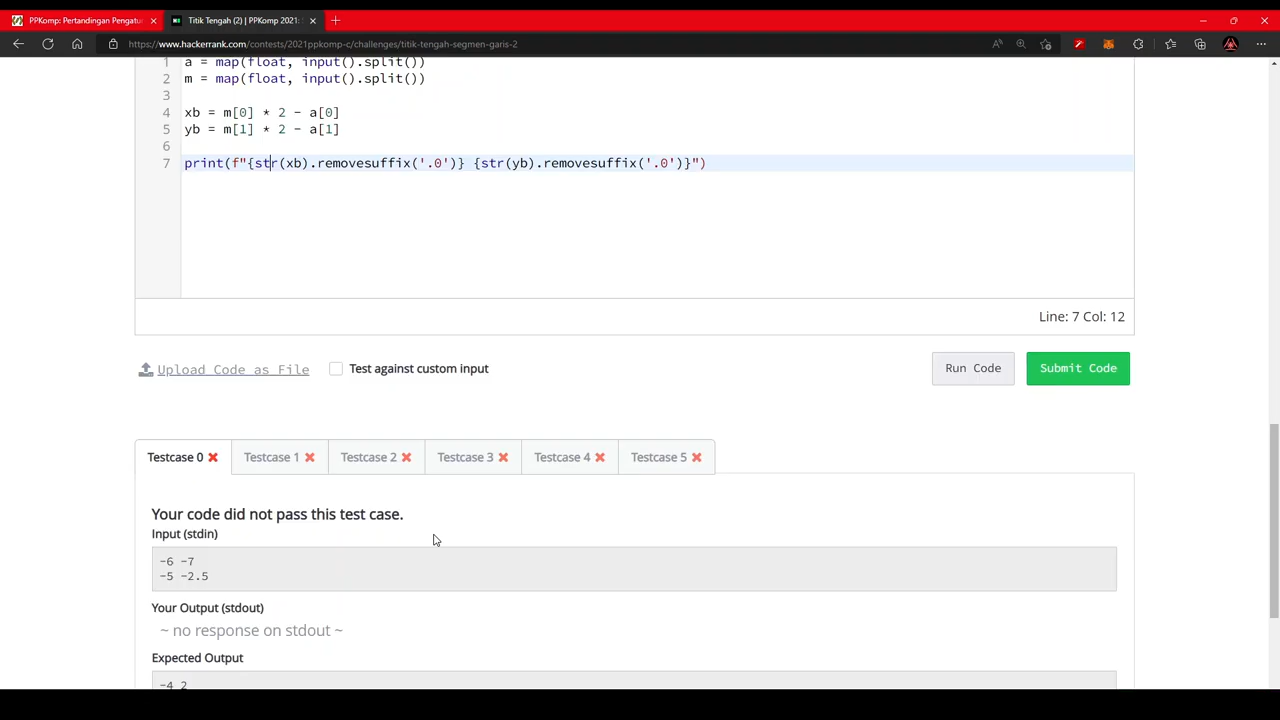 PPKomp: Pertandingan Pengatu
Titik Tengah (2) | PPKomp 2021:
https://www.hackerrank.com/contests/2021ppkomp-c/challenges/titik-tengah-segmen-garis-2
1 a = map(float, input().split())
2 m = map(float, input().split())
3
4 xb = m[0] * 2 - a[0]
5 yb = m[1] * 2 - a[1]
6
7 print(f"{str(xb).removesuffix('.0')} {str(yb).removesuffix('.0')}")
Line: 7 Col: 12
Upload Code as File
Test against custom input
Run Code
Submit Code
Testcase 0
Testcase 1
Testcase 2
Testcase 3
Testcase 4
Testcase 5
Your code did not pass this test case.
Input (stdin)
-6 -7
-5 -2.5
Your Output (stdout)
~ no response on stdout ~
Expected Output
-4 2